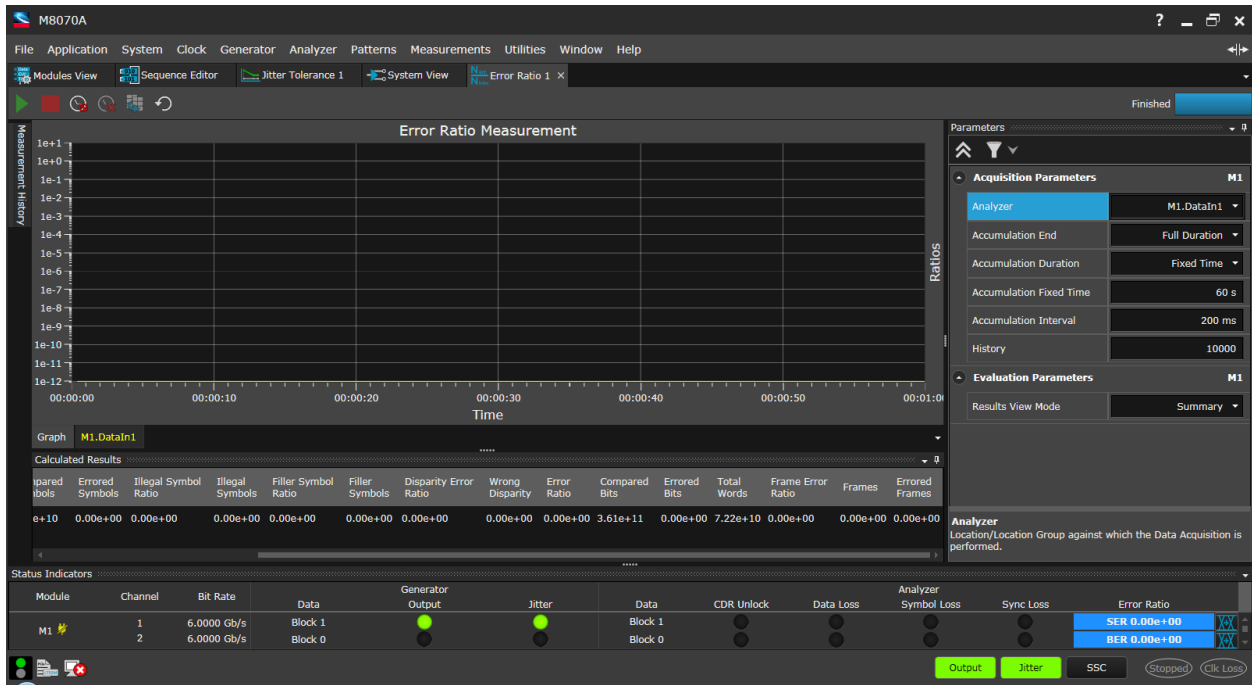 M8070A
File Application System Clock Generator Analyzer Patterns Measurements Utilities Window Help
Modules View Sequence Editor Jitter Tolerance 1 System View Error Ratio 1
Finished
Measurement History
Error Ratio Measurement
1e+1
1e+0
1e-1
1e-2
1e-3
1e-4
1e-5
1e-6
1e-7
1e-8
1e-9
1e-10
1e-11
1e-12
Ratios
00:00:00 00:00:10 00:00:20 00:00:30 00:00:40 00:00:50 00:01:0
Time
Graph M1.DataIn1
Calculated Results
Errored Symbols Illegal Symbol Ratio Illegal Symbols Filler Symbol Ratio Filler Symbols Disparity Error Ratio Wrong Disparity Error Ratio Compared Bits Errored Bits Total Words Frame Error Ratio Frames Errored Frames
e+10 0.00e+00 0.00e+00 0.00e+00 0.00e+00 0.00e+00 0.00e+00 0.00e+00 0.00e+00 3.61e+11 0.00e+00 7.22e+10 0.00e+00 0.00e+00 0.00e+00
Parameters
Acquisition Parameters M1
Analyzer M1.DataIn1
Accumulation End Full Duration
Accumulation Duration Fixed Time
Accumulation Fixed Time 60 s
Accumulation Interval 200 ms
History 10000
Evaluation Parameters M1
Results View Mode Summary
Analyzer
Location/Location Group against which the Data Acquisition is
performed.
Status Indicators
Generator Analyzer
Module Channel Bit Rate Data Output Jitter Data CDR Unlock Data Loss Symbol Loss Sync Loss Error Ratio
M1
1 6.0000 Gb/s Block 1 Block 1 SER 0.00e+00
2 6.0000 Gb/s Block 0 Block 0 BER 0.00e+00
Output Jitter SSC Stopped Clk Loss